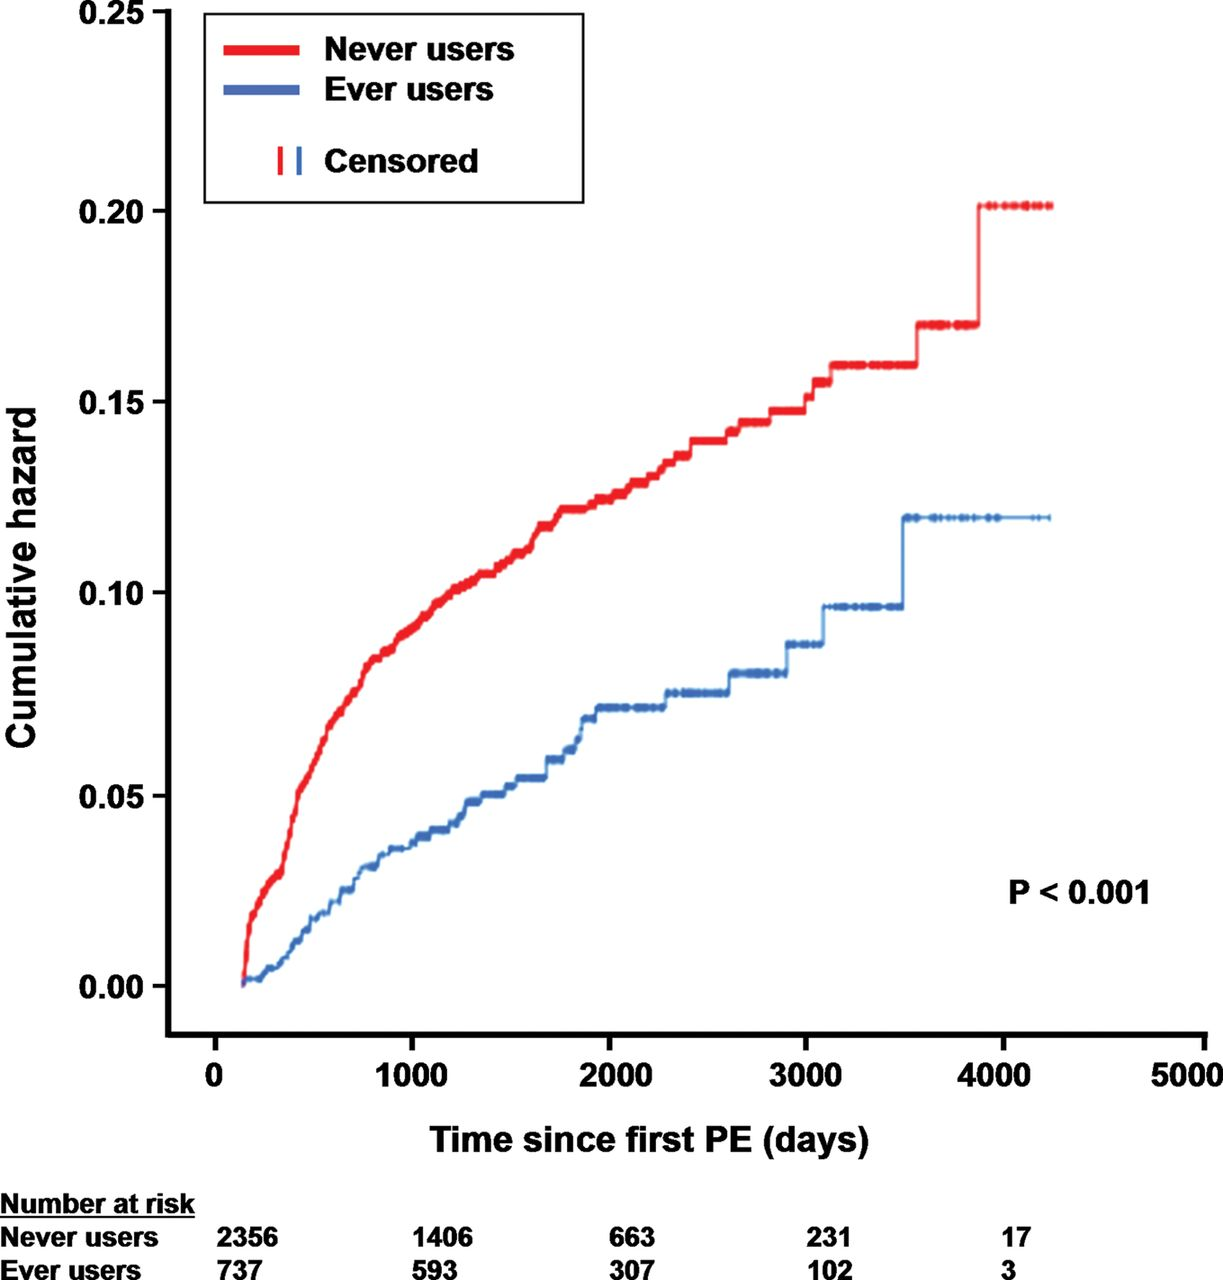 0.25
Never users
Ever users
Censored
0.20
0.15
0.10
0.05
0.00
Cumulative hazard
P < 0.001
0 1000 2000 3000 4000 5000
Time since first PE (days)
Number at risk
Never users 2356 1406 663 231 17
Ever users 737 593 307 102 3